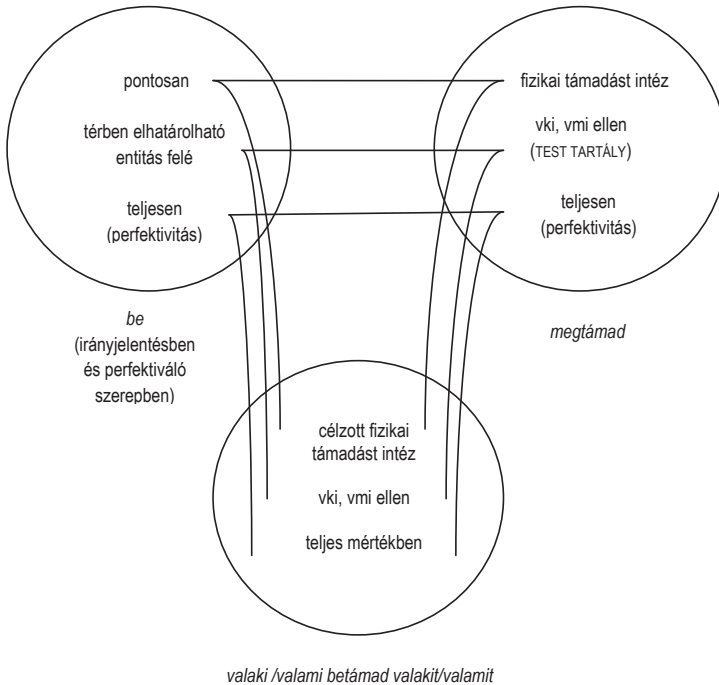 pontosan
térben elhatárolható
entitás felé
teljesen
(perfektivitás)
be
(irányjelentésben
és perfektiváló
szerepben)
fizikai támadást intéz
vki, vmi ellen
(TEST TARTÁLY)
teljesen
(perfektivitás)
megtámad
célzott fizikai
támadást intéz
vki, vmi ellen
teljes mértékben
valaki /valami betámad valakit/valamit